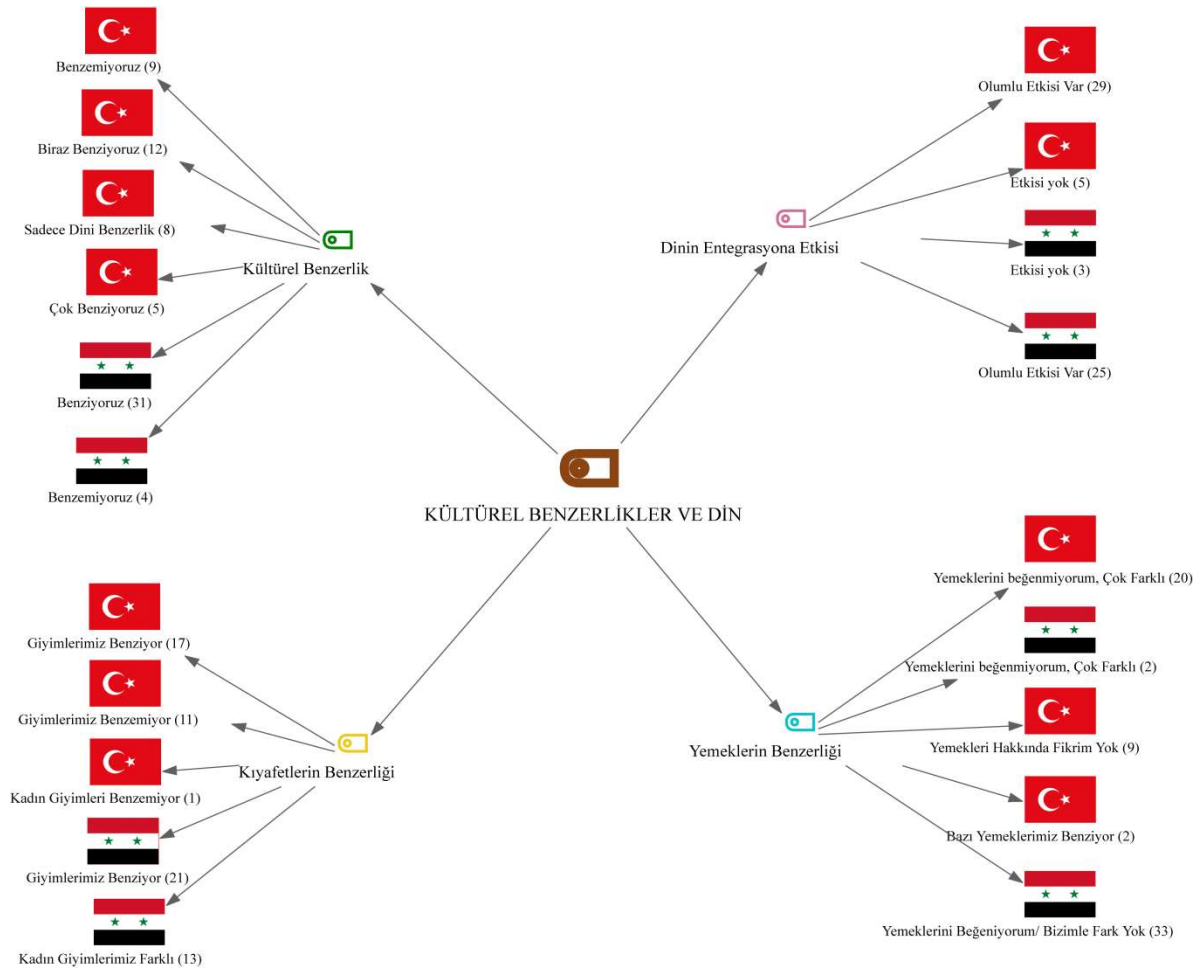 Benzemiyoruz (9)
Biraz Benziyoruz (12)
Sadece Dini Benzerlik (8)
Çok Benziyoruz (5)
Benziyoruz (31)
Benzemiyoruz (4)
Kültürel Benzerlik
Olumlu Etkisi Var (29)
Etkisi yok (5)
Etkisi yok (3)
Olumlu Etkisi Var (25)
Dinin Entegrasyona Etkisi
KÜLTÜREL BENZERLİKLER VE DİN
Giyimlerimiz Benziyor (17)
Giyimlerimiz Benzemiyor (11)
Kadın Giyimleri Benzemiyor (1)
Giyimlerimiz Benziyor (21)
Kadın Giyimlerimiz Farklı (13)
Kıyafetlerin Benzerliği
Yemeklerini beğenmiyorum, Çok Farklı (20)
Yemeklerini beğenmiyorum, Çok Farklı (2)
Yemekleri Hakkında Fikrim Yok (9)
Bazı Yemeklerimiz Benziyor (2)
Yemeklerini Beğeniyorum/ Bizimle Fark Yok (33)
Yemeklerin Benzerliği